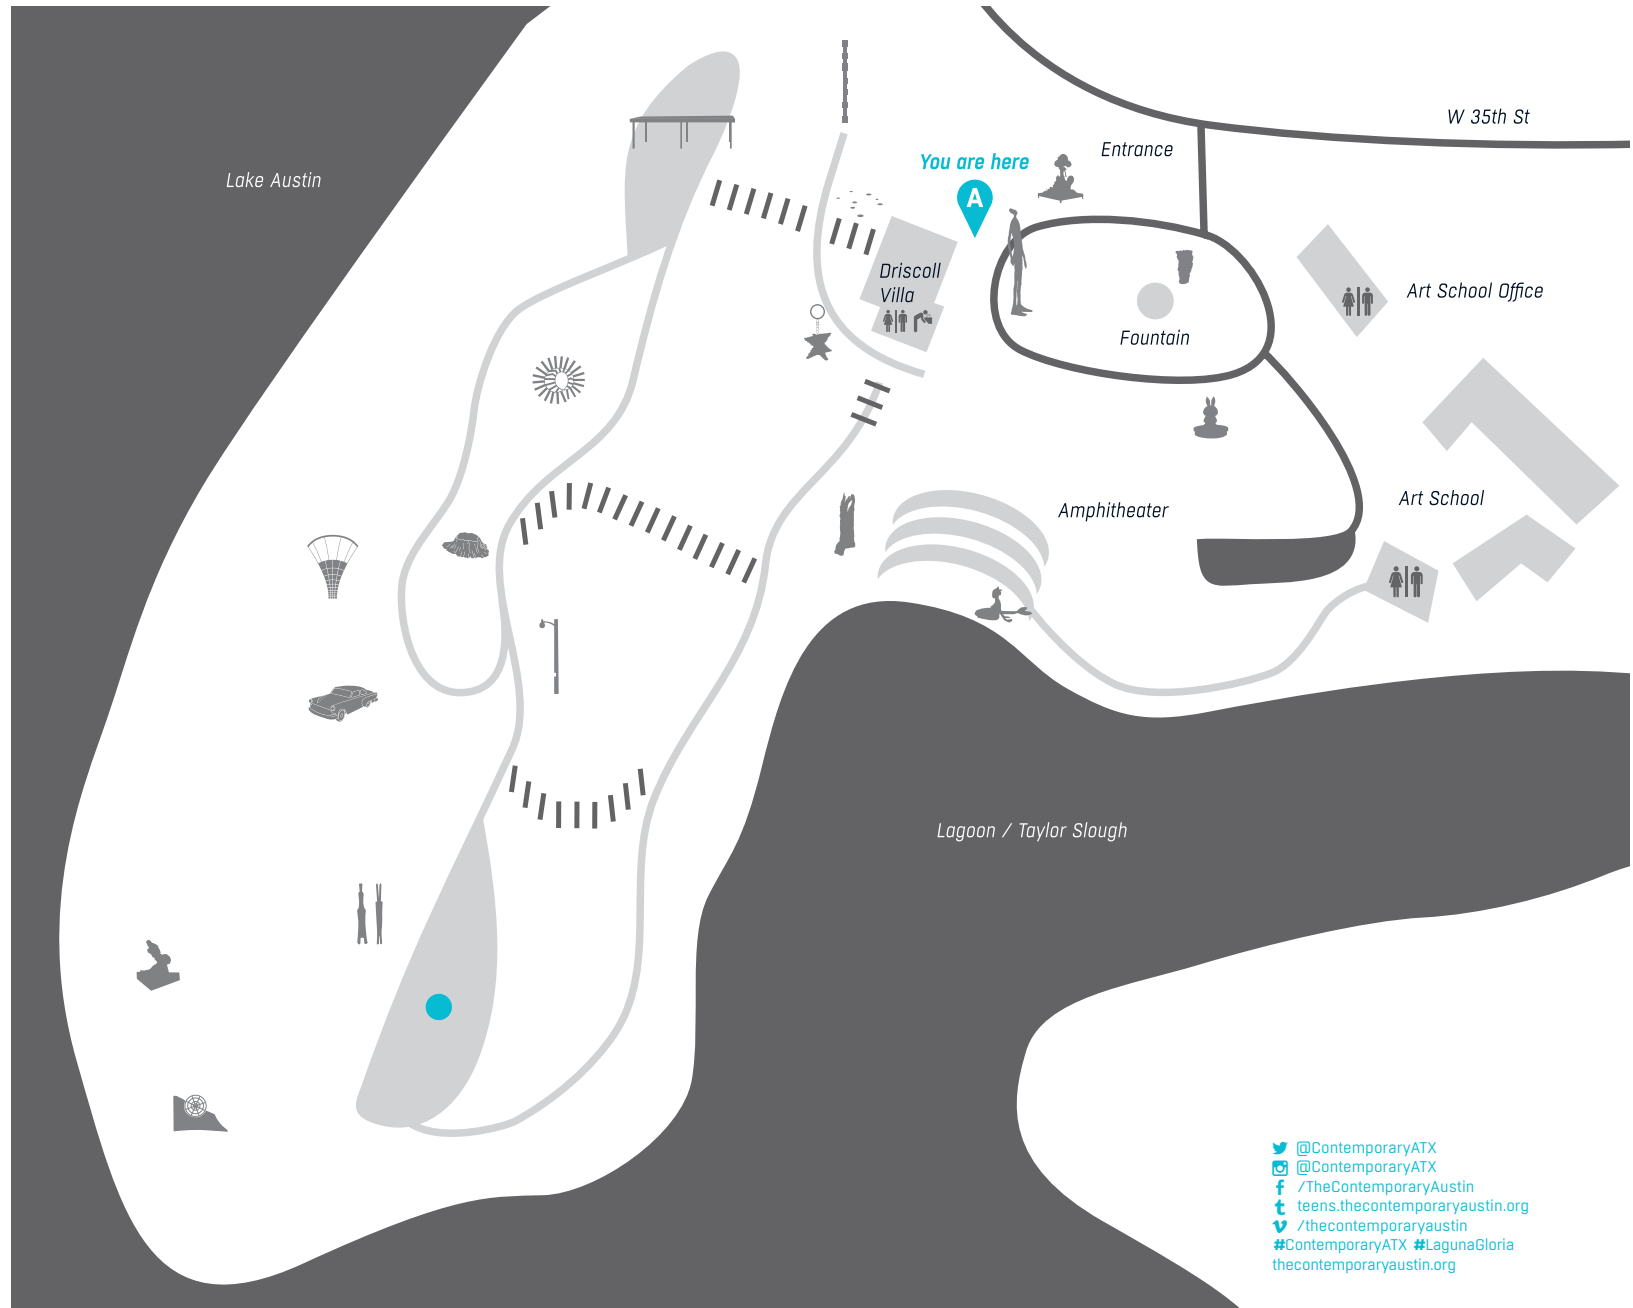 W 35th St
Entrance
You are here
A
Lake Austin
Driscoll
Villa
Art School Office
Fountain
Art School
Amphitheater
Lagoon / Taylor Slough
@ContemporaryATX
@ContemporaryATX
/TheContemporaryAustin
teens.thecontemporaryaustin.org
/thecontemporaryaustin
#ContemporaryATX #LagunaGloria
thecontemporaryaustin.org